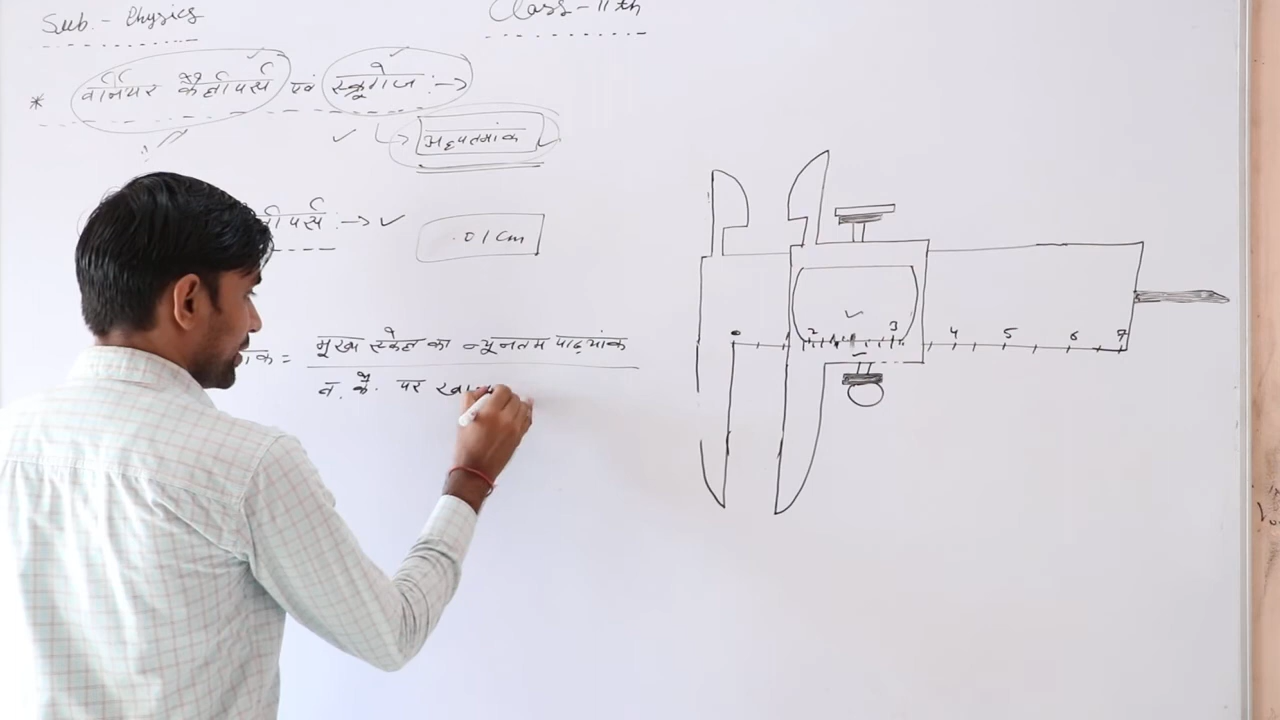 Sub. - Physics
Class - 11th
* वर्नियर कैलीपर्स एवं स्क्रूगेज :→
अल्पतमांक
लीपर्स :→
.01cm
क = मुख्य स्केल का न्यूनतम पाठ्यांक
व. कै. पर
2 3 4 5 6 7